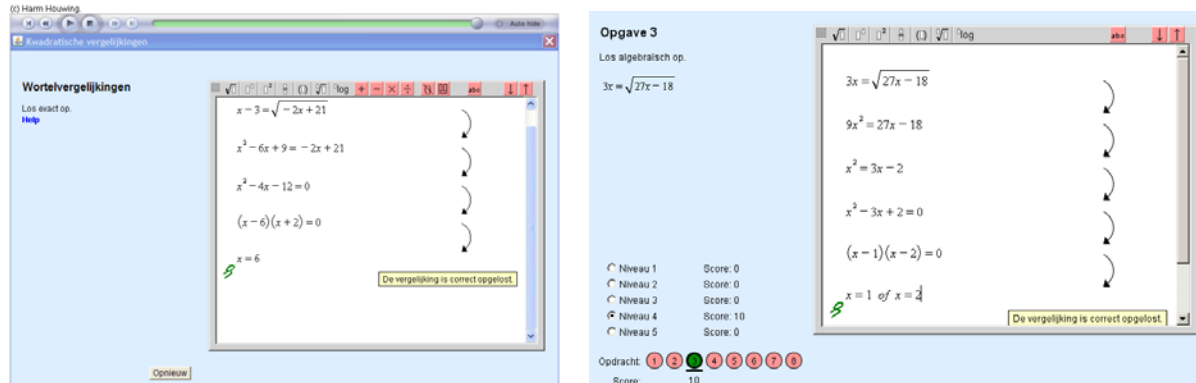 (c) Harm Houwing.
Auto hide
Kwadratische vergelijkingen
Wortelvergelijkingen
Los exact op.
Help
log
abc
x − 3 = √(−2x + 21)
x² − 6x + 9 = −2x + 21
x² − 4x − 12 = 0
(x − 6)(x + 2) = 0
x = 6
De vergelijking is correct opgelost.
Opnieuw
Opgave 3
Los algebraïsch op.
3x = √(27x − 18)
log
abc
3x = √(27x − 18)
9x² = 27x − 18
x² = 3x − 2
x² − 3x + 2 = 0
(x − 1)(x − 2) = 0
x = 1 of x = 2
De vergelijking is correct opgelost.
Niveau 1 Score: 0
Niveau 2 Score: 0
Niveau 3 Score: 0
Niveau 4 Score: 10
Niveau 5 Score: 0
Opdracht: 1 2 3 4 5 6 7 8
Score: 10